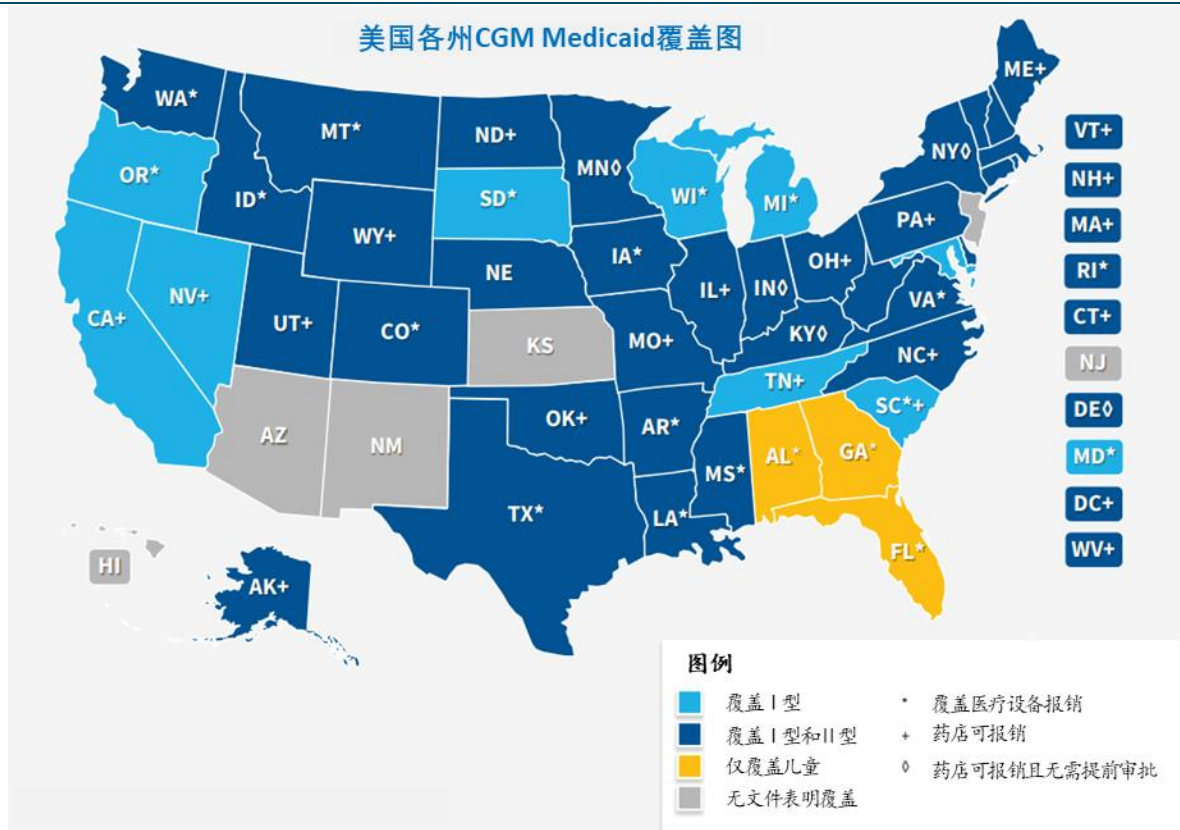 美国各州CGM Medicaid覆盖图
ME+
WA*
MT*
ND+
VT+
MN◊
NY◊
OR*
NH+
ID*
SD*
WI*
MI*
WY+
PA+
MA+
IA*
OH+
RI*
NE
IL+
IN◊
NV+
VA*
CA+
UT+
CO*
CT+
KS
MO+
KY◊
NC+
NJ
TN+
OK+
SC*+
DE◊
AZ
NM
AR*
AL*
GA*
MD*
MS*
TX*
LA*
DC+
FL*
WV+
HI
AK+
图例
覆盖I型
* 覆盖医疗设备报销
覆盖I型和II型
+ 药店可报销
仅覆盖儿童
◊ 药店可报销且无需提前审批
无文件表明覆盖